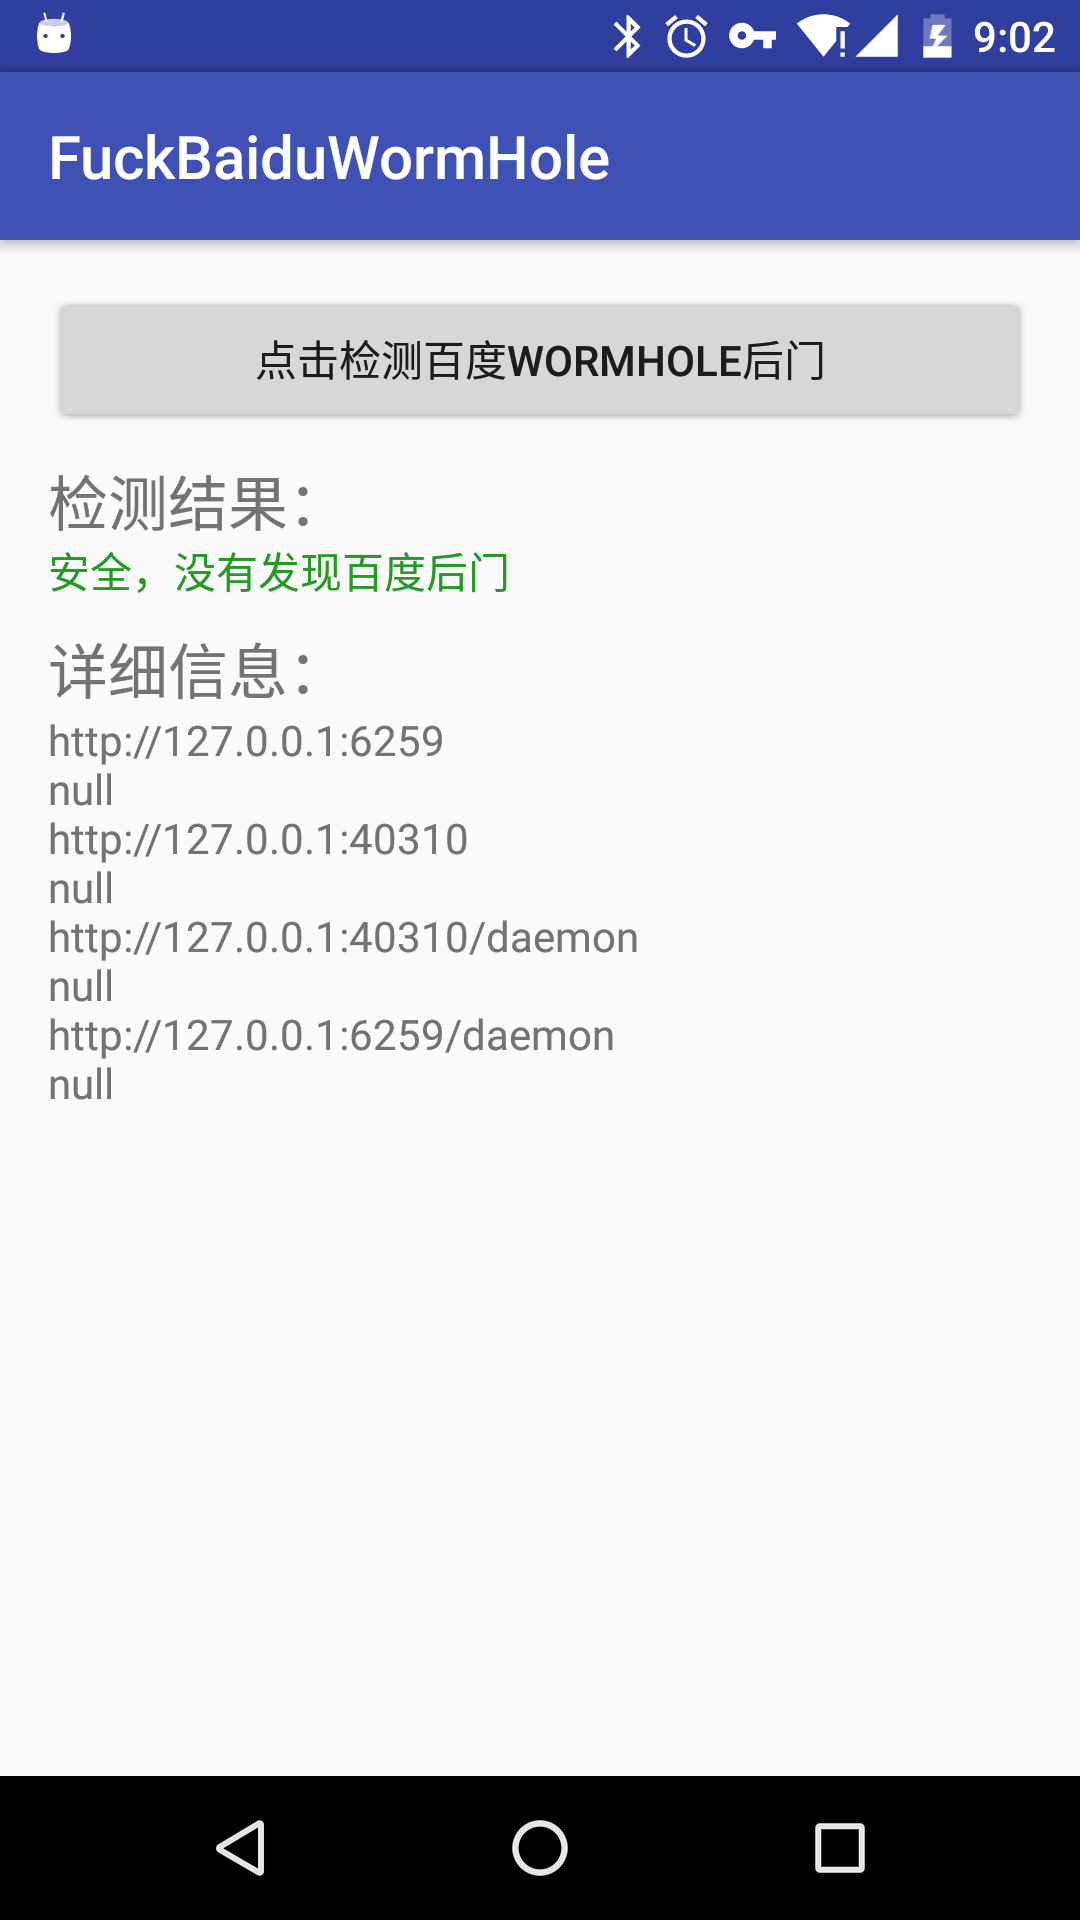 9:02
FuckBaiduWormHole
点击检测百度WORMHOLE后门
检测结果：
安全，没有发现百度后门
详细信息：
http://127.0.0.1:6259
null
http://127.0.0.1:40310
null
http://127.0.0.1:40310/daemon
null
http://127.0.0.1:6259/daemon
null